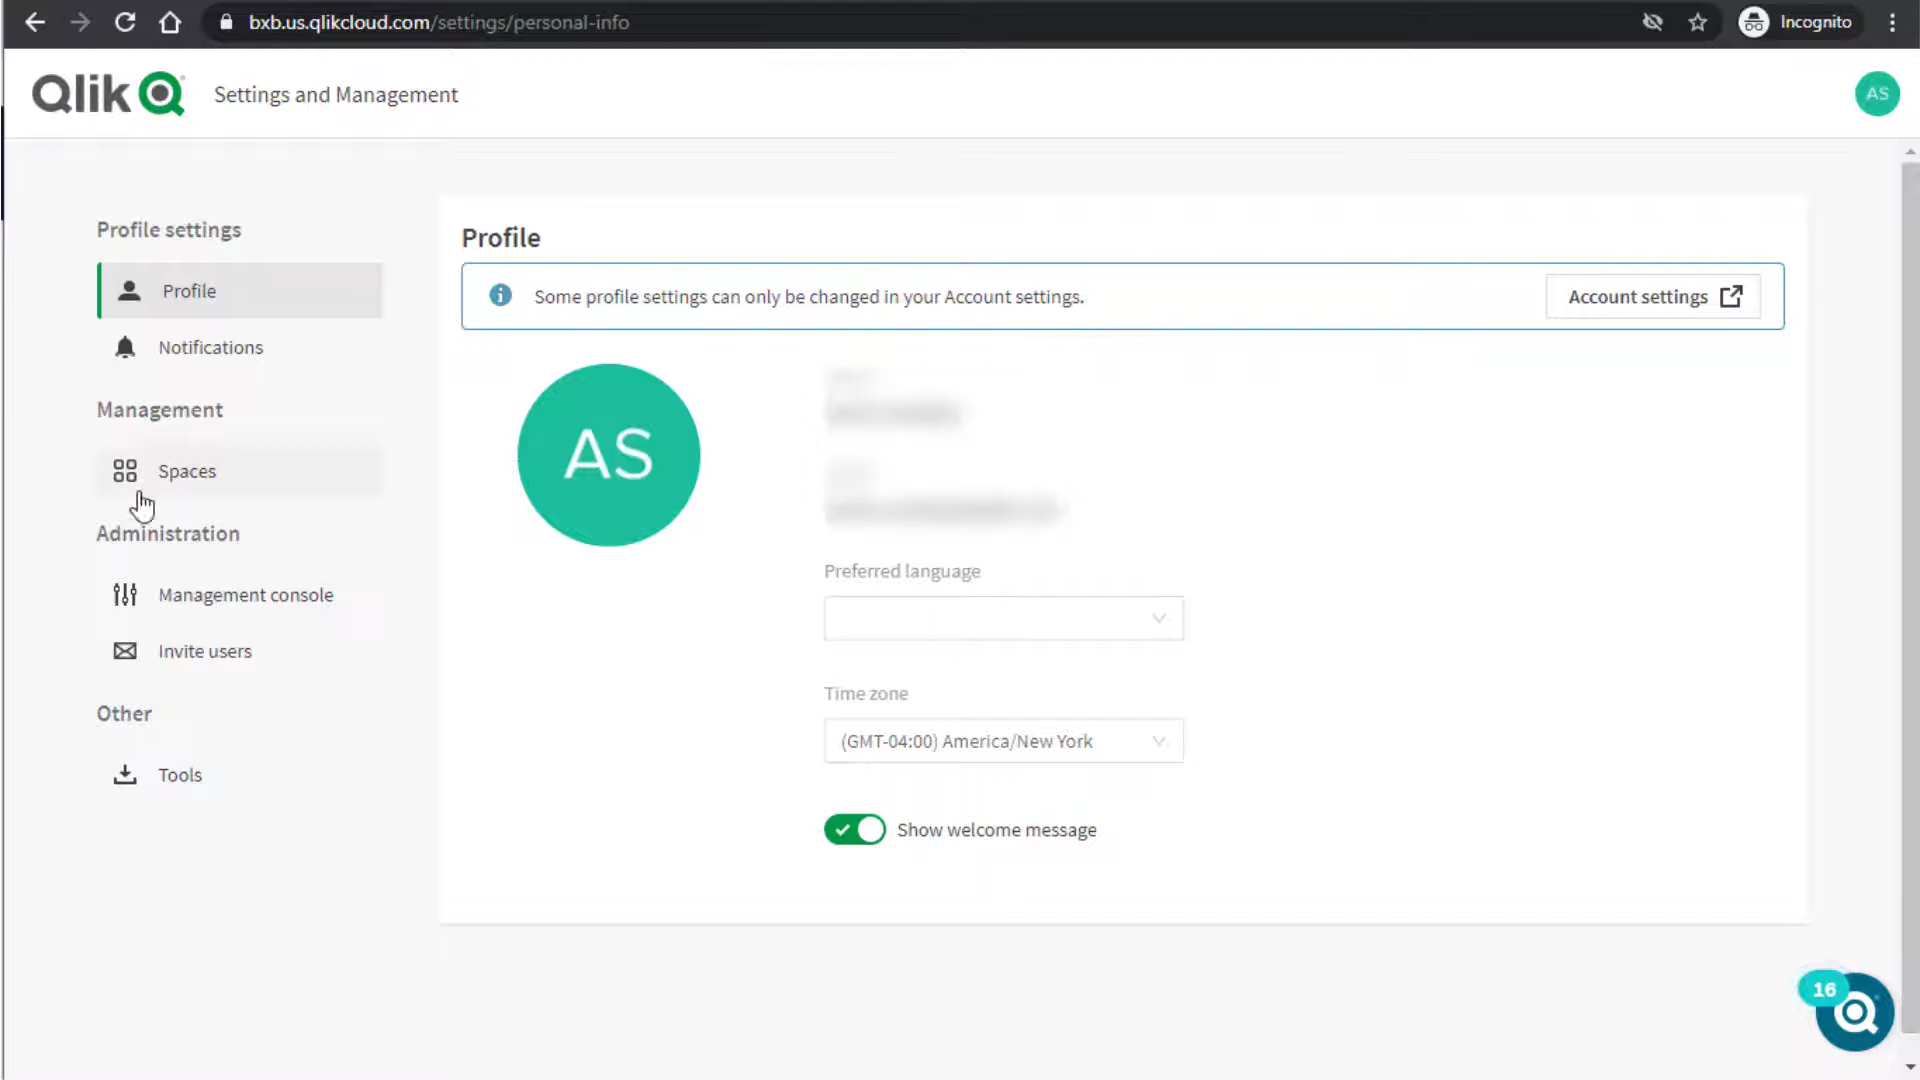 bxb.us.qlikcloud.com/settings/personal-info
Incognito
Qlik
Settings and Management
AS
Profile settings
Profile
Notifications
Management
Spaces
Administration
Management console
Invite users
Other
Tools
Profile
Some profile settings can only be changed in your Account settings.
Account settings
AS
Preferred language
Time zone
(GMT-04:00) America/New York
Show welcome message
16